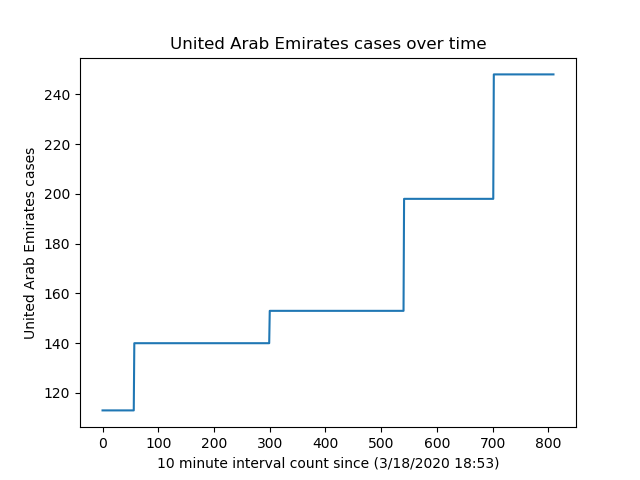 United Arab Emirates cases over time
United Arab Emirates cases
240
220
200
180
160
140
120
0 100 200 300 400 500 600 700 800
10 minute interval count since (3/18/2020 18:53)